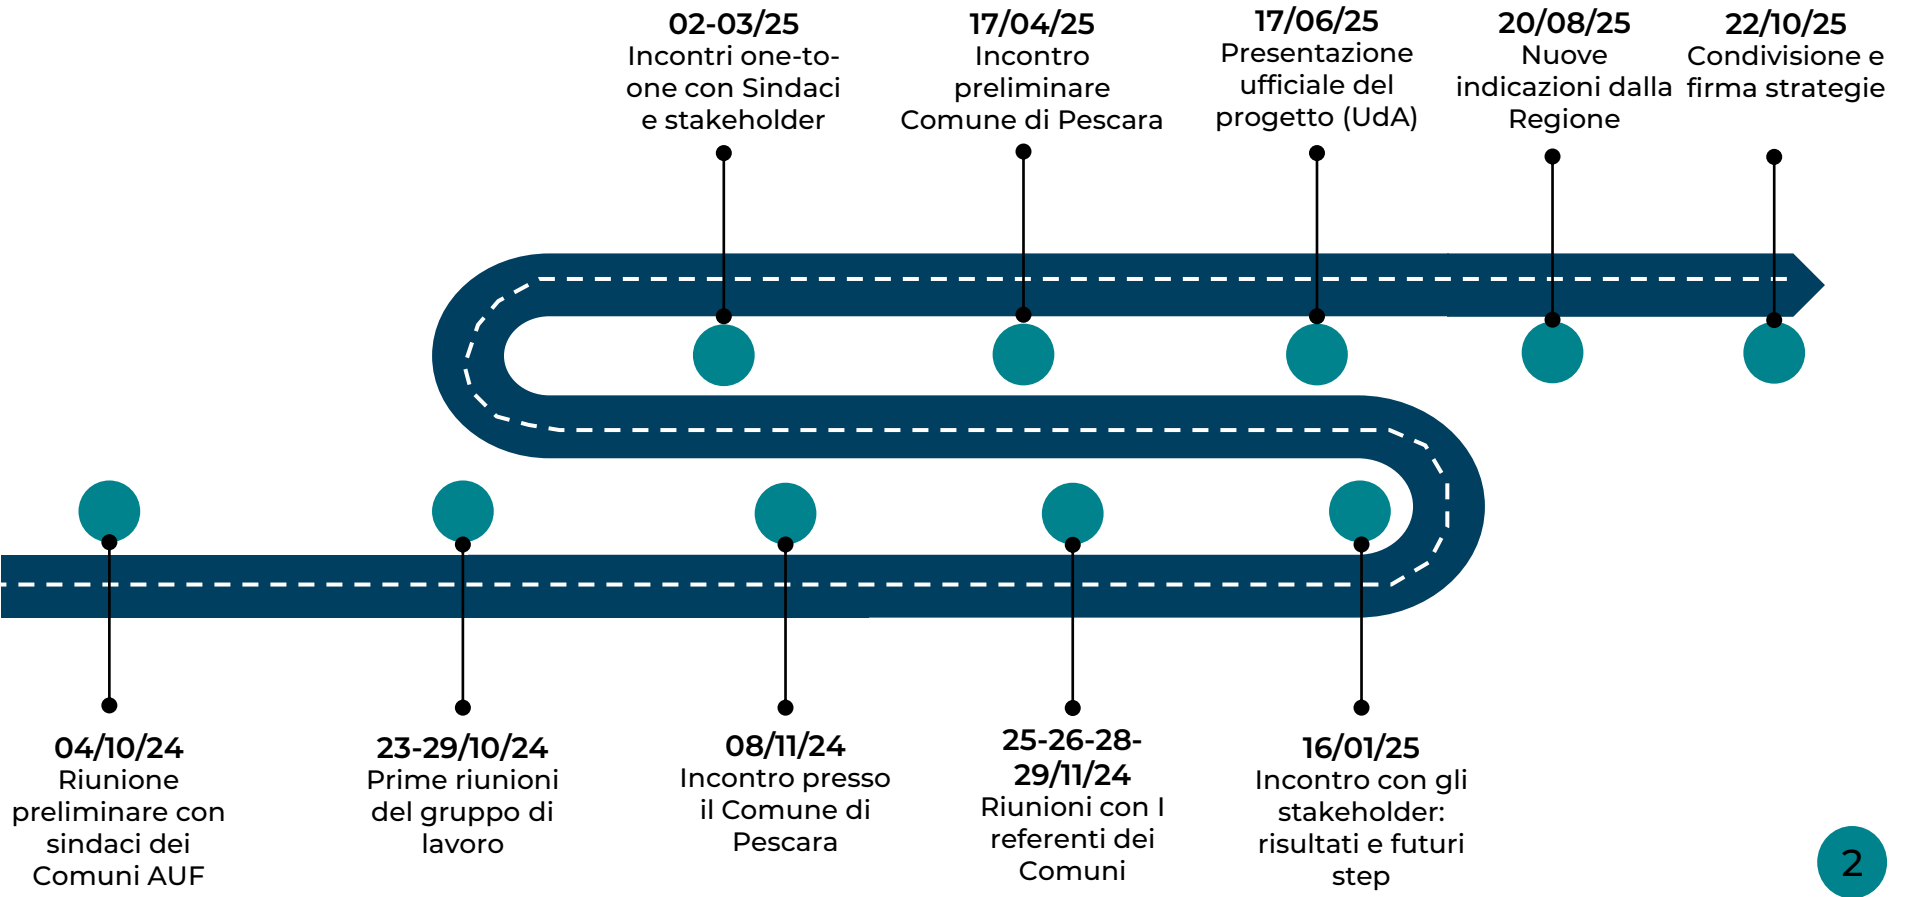 02-03/25
Incontri one-to-
one con Sindaci
e stakeholder
17/04/25
Incontro
preliminare
Comune di Pescara
17/06/25
Presentazione
ufficiale del
progetto (UdA)
20/08/25
Nuove
indicazioni dalla
Regione
22/10/25
Condivisione e
firma strategie
04/10/24
Riunione
preliminare con
sindaci dei
Comuni AUF
23-29/10/24
Prime riunioni
del gruppo di
lavoro
08/11/24
Incontro presso
il Comune di
Pescara
25-26-28-
29/11/24
Riunioni con I
referenti dei
Comuni
16/01/25
Incontro con gli
stakeholder:
risultati e futuri
step
2